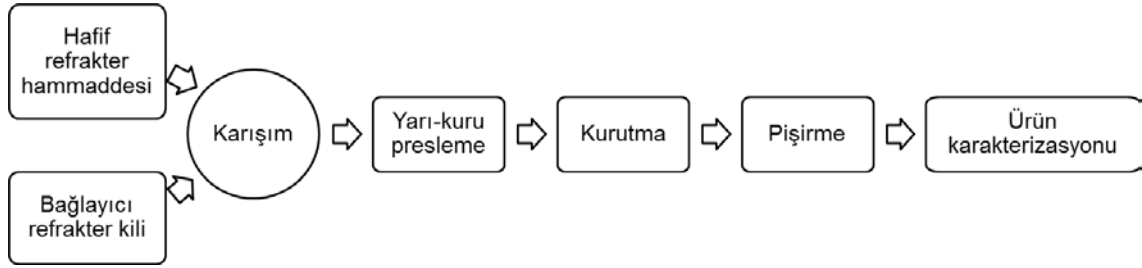 Hafif
refrakter
hammaddesi
Bağlayıcı
refrakter kili
Karışım
Yarı-kuru
presleme
Kurutma
Pişirme
Ürün
karakterizasyonu